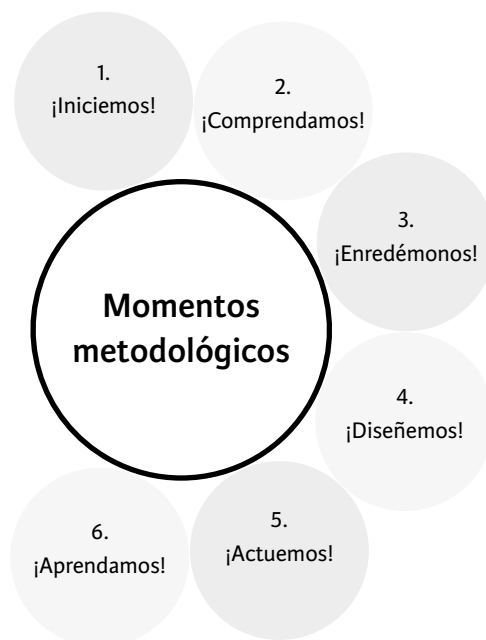 1.
¡Iniciemos!
2.
¡Comprendamos!
3.
¡Enredémonos!
Momentos
metodológicos
4.
¡Diseñemos!
5.
¡Actuemos!
6.
¡Aprendamos!